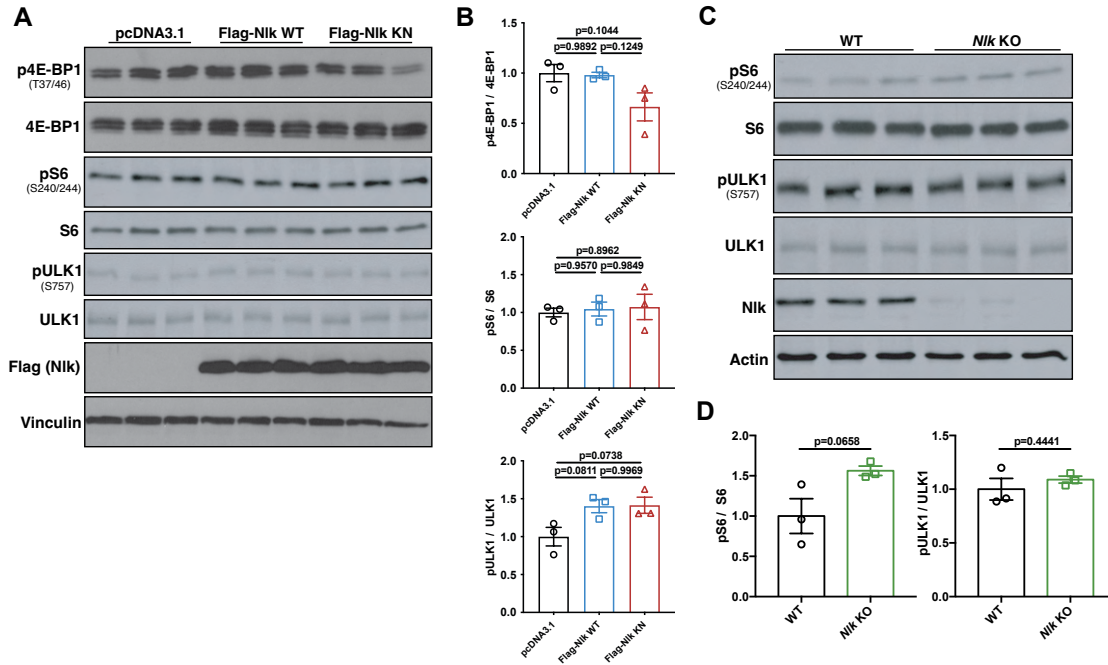 A
pcDNA3.1 Flag-Nlk WT Flag-Nlk KN
p4E-BP1
(T37/46)
4E-BP1
pS6
(S240/244)
S6
pULK1
(S757)
ULK1
Flag (Nlk)
Vinculin
B
p=0.1044
p=0.9892 p=0.1249
p4E-BP1 / 4E-BP1
1.5
1.0
0.5
0.0
pcDNA3.1
Flag-Nlk WT
Flag-Nlk KN
p=0.8962
p=0.9570 p=0.9849
pS6 / S6
2.0
1.5
1.0
0.5
0.0
pcDNA3.1
Flag-Nlk WT
Flag-Nlk KN
p=0.0738
p=0.0811 p=0.9969
pULK1 / ULK1
2.0
1.5
1.0
0.5
0.0
pcDNA3.1
Flag-Nlk WT
Flag-Nlk KN
C
WT Nlk KO
pS6
(S240/244)
S6
pULK1
(S757)
ULK1
Nlk
Actin
D
p=0.0658
pS6 / S6
2.0
1.5
1.0
0.5
0.0
WT
Nlk KO
p=0.4441
pULK1 / ULK1
1.5
1.0
0.5
0.0
WT
Nlk KO